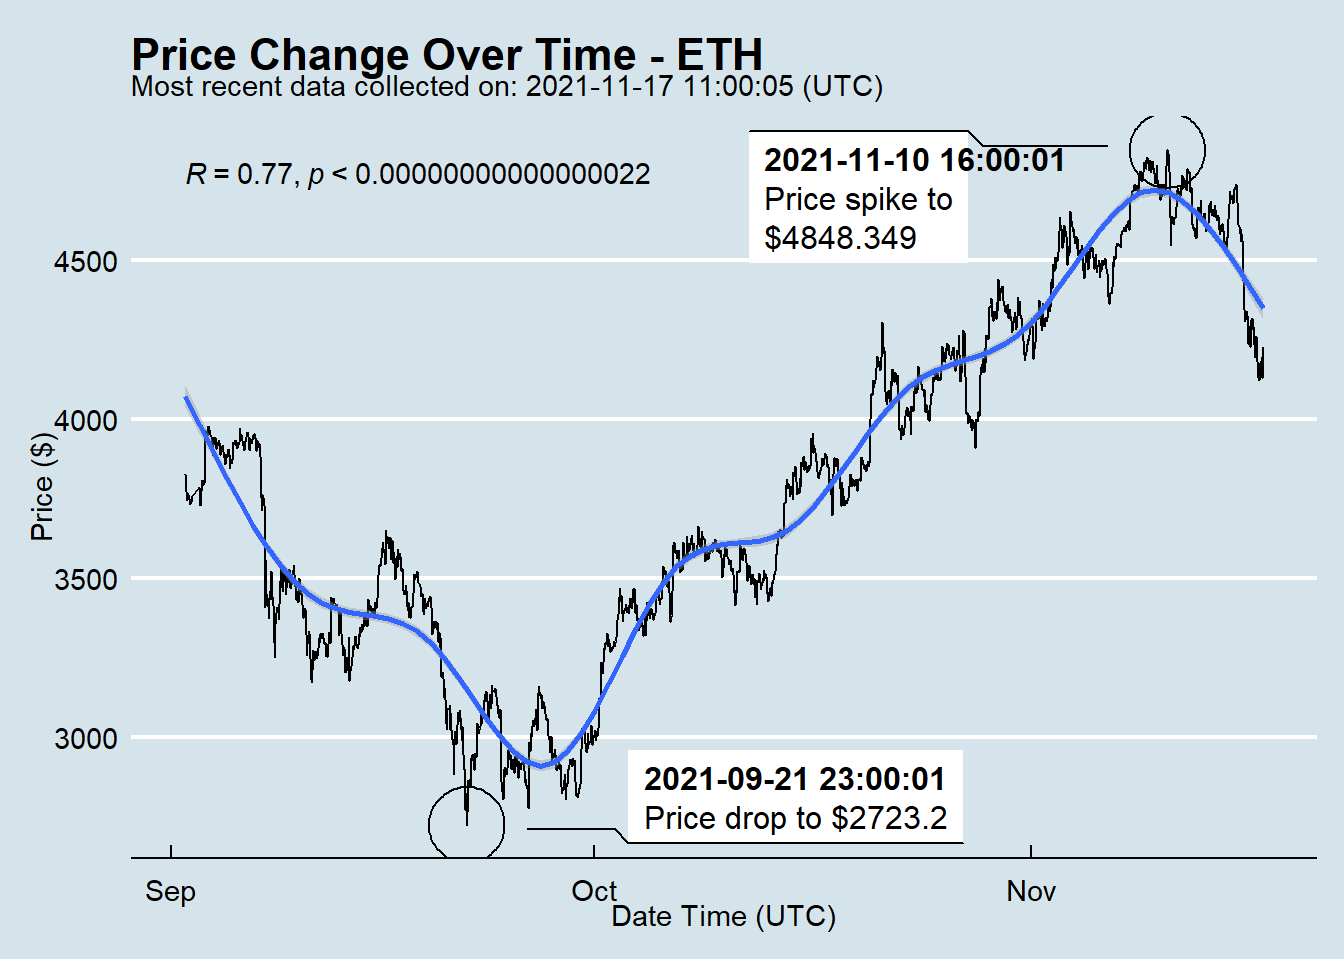 Price Change Over Time - ETH
Most recent data collected on: 2021-11-17 11:00:05 (UTC)
R = 0.77, p < 0.00000000000000022
2021-11-10 16:00:01
Price spike to
$4848.349
4500
4000
3500
3000
Price ($)
2021-09-21 23:00:01
Price drop to $2723.2
Sep
Oct
Nov
Date Time (UTC)